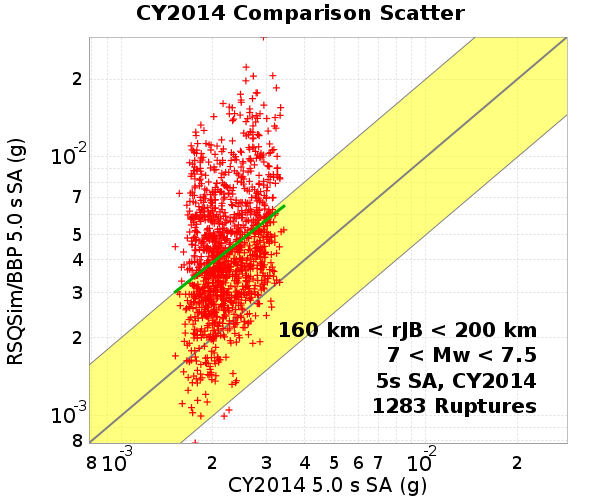 CY2014 Comparison Scatter
RSQSim/BBP 5.0 s SA (g)
2
10-2
7
5
4
3
2
10-3
8
160 km < rJB < 200 km
7 < Mw < 7.5
5s SA, CY2014
1283 Ruptures
8 10-3 2 3 4 5 6 7 10-2 2
CY2014 5.0 s SA (g)